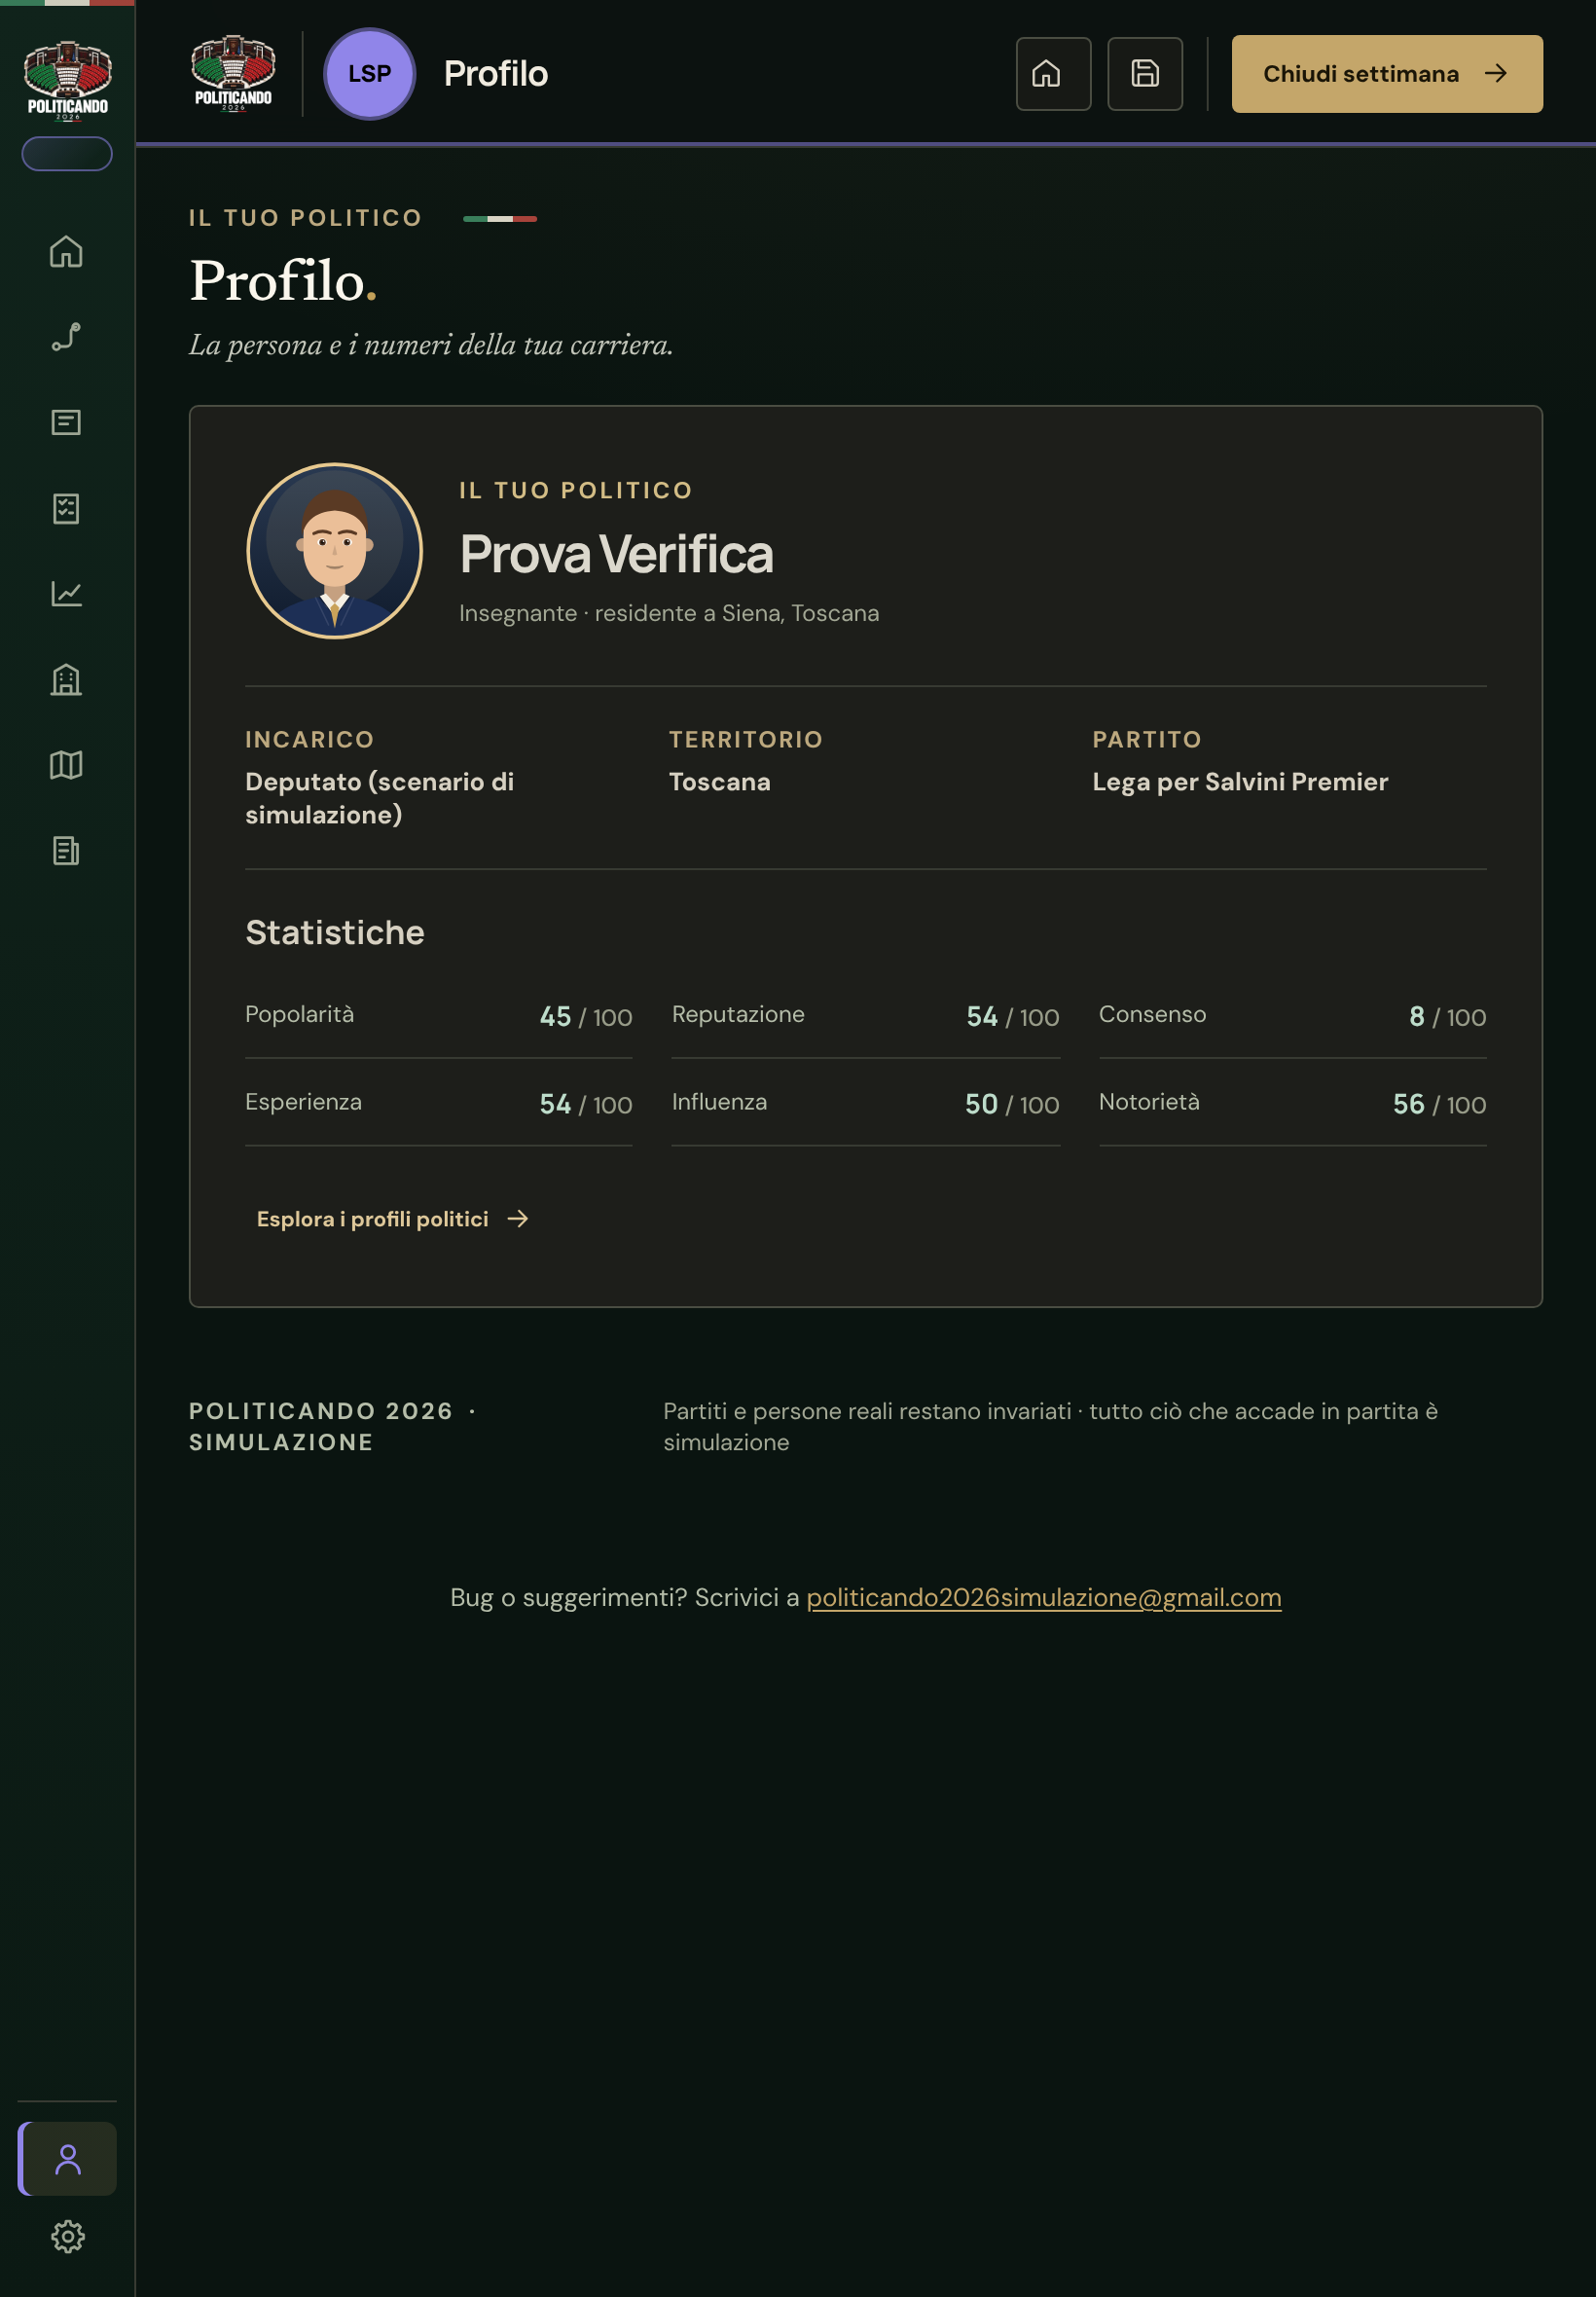 POLITICANDO
2026
POLITICANDO
2026
LSP
Profilo
Chiudi settimana
IL TUO POLITICO
Profilo.
La persona e i numeri della tua carriera.
IL TUO POLITICO
Prova Verifica
Insegnante · residente a Siena, Toscana
INCARICO
Deputato (scenario di
simulazione)
TERRITORIO
Toscana
PARTITO
Lega per Salvini Premier
Statistiche
Popolarità 45 / 100
Reputazione 54 / 100
Consenso 8 / 100
Esperienza 54 / 100
Influenza 50 / 100
Notorietà 56 / 100
Esplora i profili politici
POLITICANDO 2026 ·
SIMULAZIONE
Partiti e persone reali restano invariati · tutto ciò che accade in partita è
simulazione
Bug o suggerimenti? Scrivici a politicando2026simulazione@gmail.com